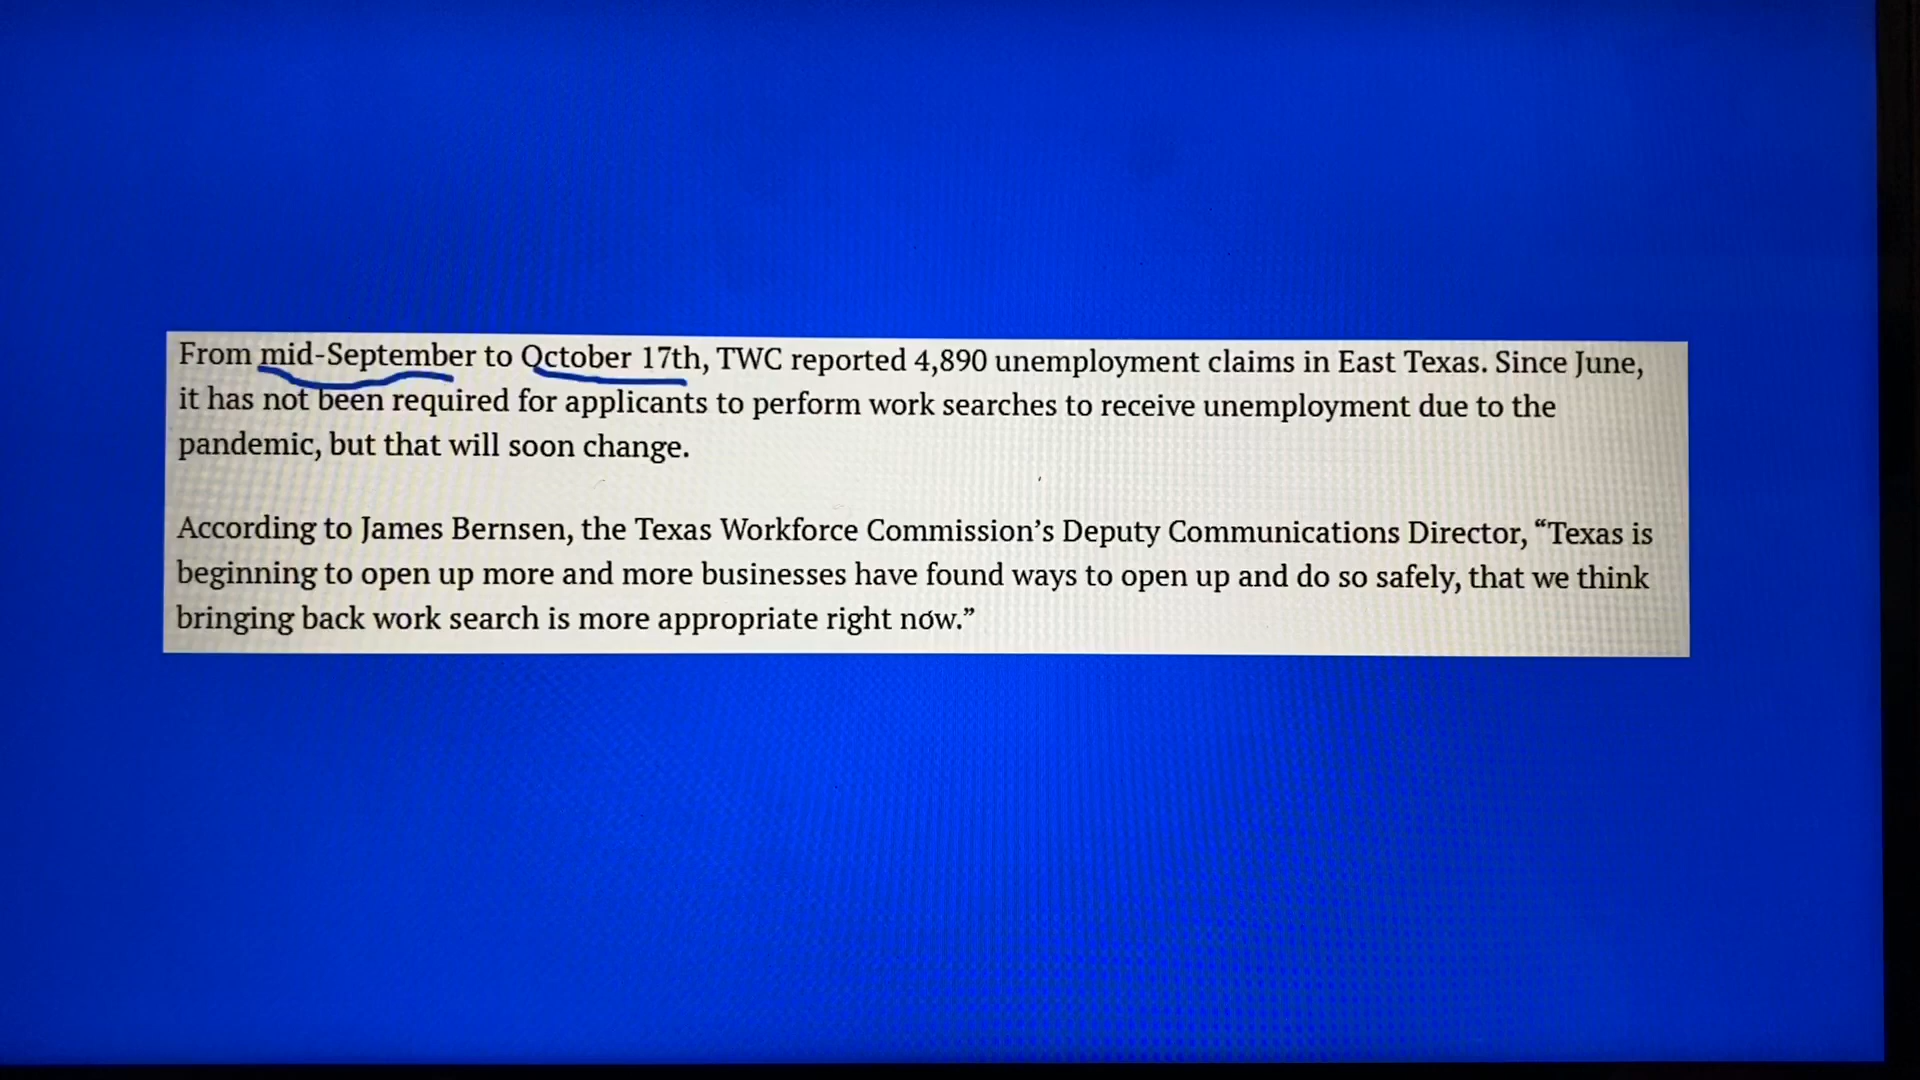 From mid-September to October 17th, TWC reported 4,890 unemployment claims in East Texas. Since June,
it has not been required for applicants to perform work searches to receive unemployment due to the
pandemic, but that will soon change.
According to James Bernsen, the Texas Workforce Commission’s Deputy Communications Director, “Texas is
beginning to open up more and more businesses have found ways to open up and do so safely, that we think
bringing back work search is more appropriate right now.”